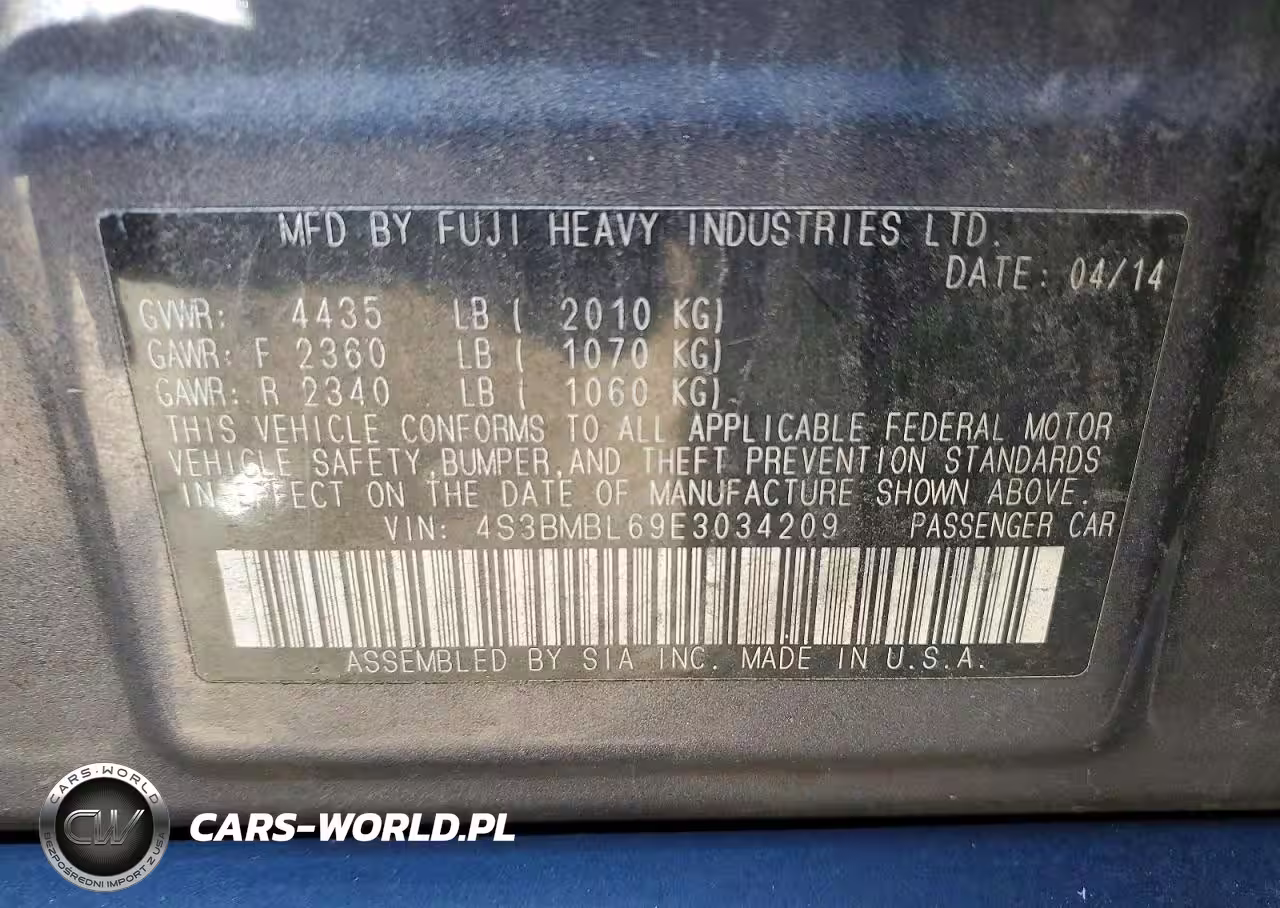 MFD BY FUJI HEAVY INDUSTRIES LTD.
DATE: 04/14
GVWR: 4435 LB ( 2010 KG)
GAWR: F 2360 LB ( 1070 KG)
GAWR: R 2340 LB ( 1060 KG)
THIS VEHICLE CONFORMS TO ALL APPLICABLE FEDERAL MOTOR
VEHICLE SAFETY,BUMPER,AND THEFT PREVENTION STANDARDS
IN EFFECT ON THE DATE OF MANUFACTURE SHOWN ABOVE.
VIN: 4S3BMBL69E3034209 PASSENGER CAR
ASSEMBLED BY SIA INC. MADE IN U.S.A.
CARS-WORLD
CW
BEZPOŚREDNI IMPORT Z USA
CARS-WORLD.PL